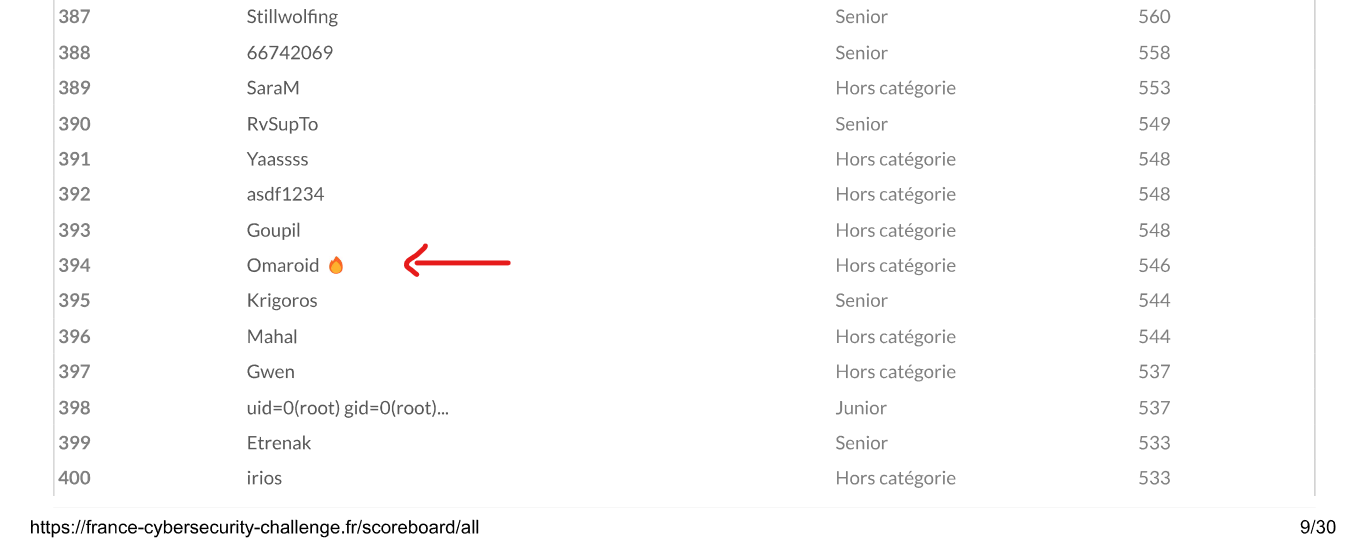 387 Stillwolfing Senior 560
388 66742069 Senior 558
389 SaraM Hors catégorie 553
390 RvSupTo Senior 549
391 Yaassss Hors catégorie 548
392 asdf1234 Hors catégorie 548
393 Goupil Hors catégorie 548
394 Omaroid 🔥 Hors catégorie 546
395 Krigoros Senior 544
396 Mahal Hors catégorie 544
397 Gwen Hors catégorie 537
398 uid=0(root) gid=0(root)... Junior 537
399 Etrenak Senior 533
400 irios Hors catégorie 533
https://france-cybersecurity-challenge.fr/scoreboard/all 9/30